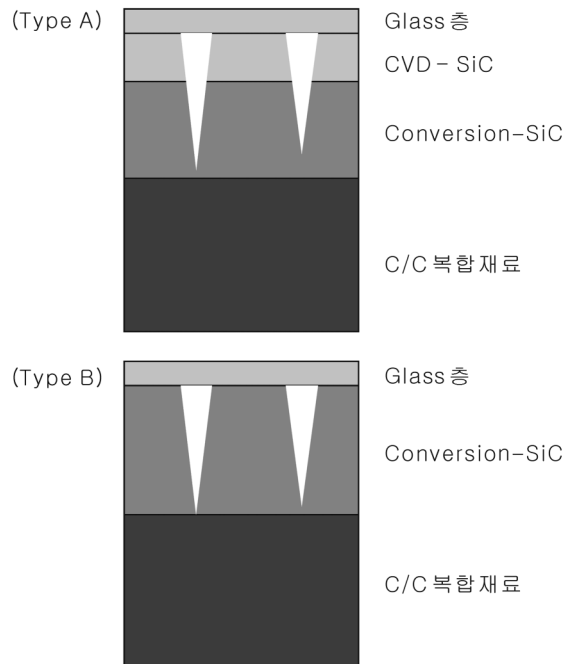 (Type A)
Glass층
CVD – SiC
Conversion–SiC
C/C 복합재료
(Type B)
Glass층
Conversion–SiC
C/C 복합재료